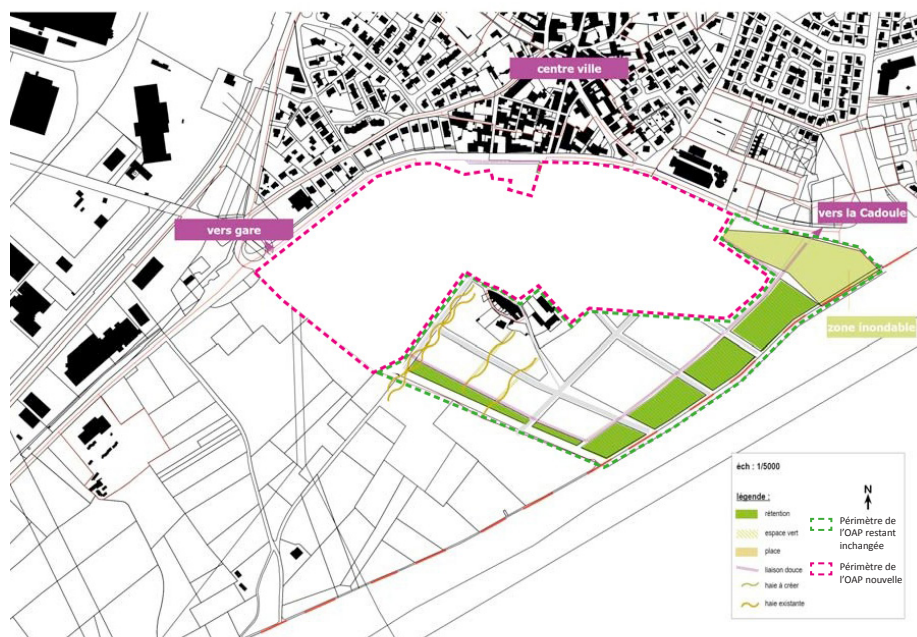 centre ville
vers la Cadoule
vers gare
zone inondable
éch : 1/5000
légende :
N
rétention
espace vert
place
liaison douce
haie à créer
haie existante
Périmètre de
l'OAP restant
inchangée
Périmètre de
l'OAP nouvelle